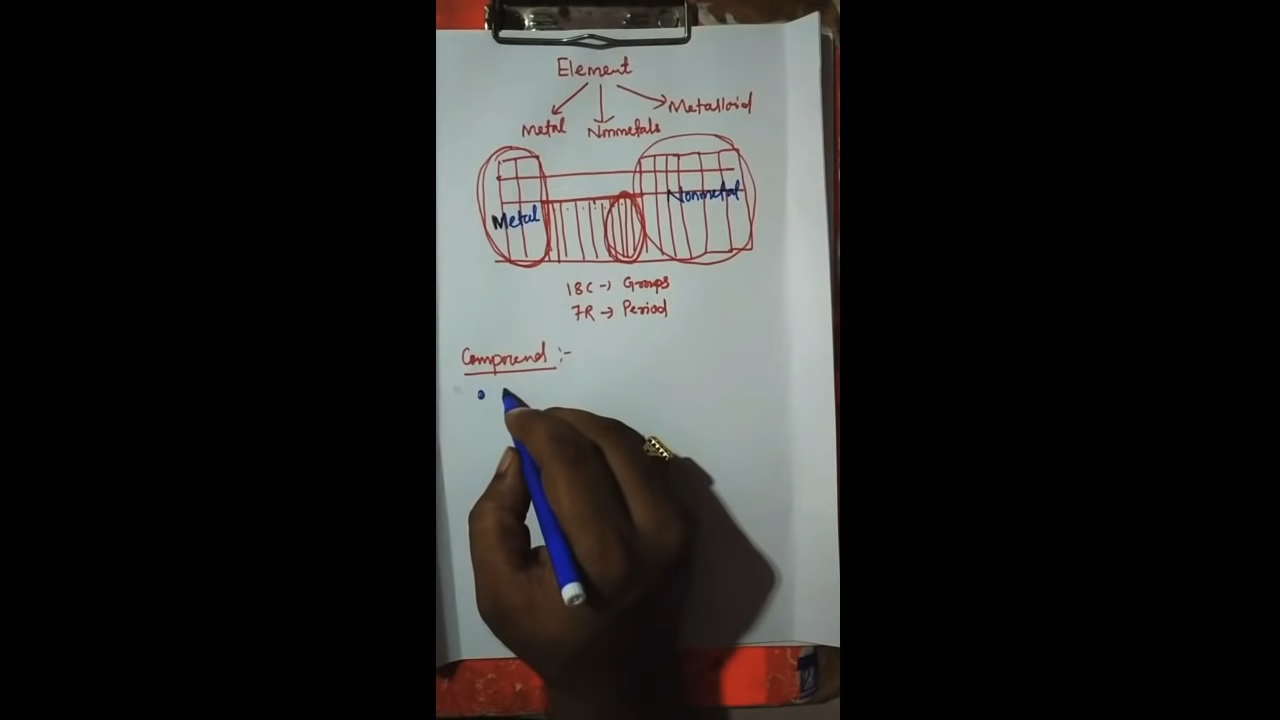 Element
Metalloid
Metal Nonmetals
Nonmetal
Metal
18C → Groups
7R → Period
Compound :-